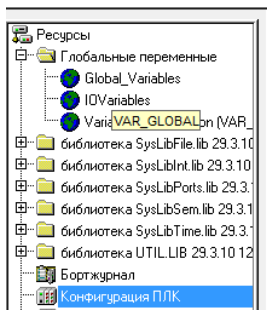 Ресурсы
Глобальные переменные
Global_Variables
IOVariables
Varia VAR_GLOBAL on (VAR_
библиотека SysLibFile.lib 29.3.10
библиотека SysLibInt.lib 29.3.10
библиотека SysLibPorts.lib 29.3.
библиотека SysLibSem.lib 29.3.1
библиотека SysLibTime.lib 29.3.1
библиотека UTIL.LIB 29.3.10 12
Бортжурнал
Конфигурация ПЛК